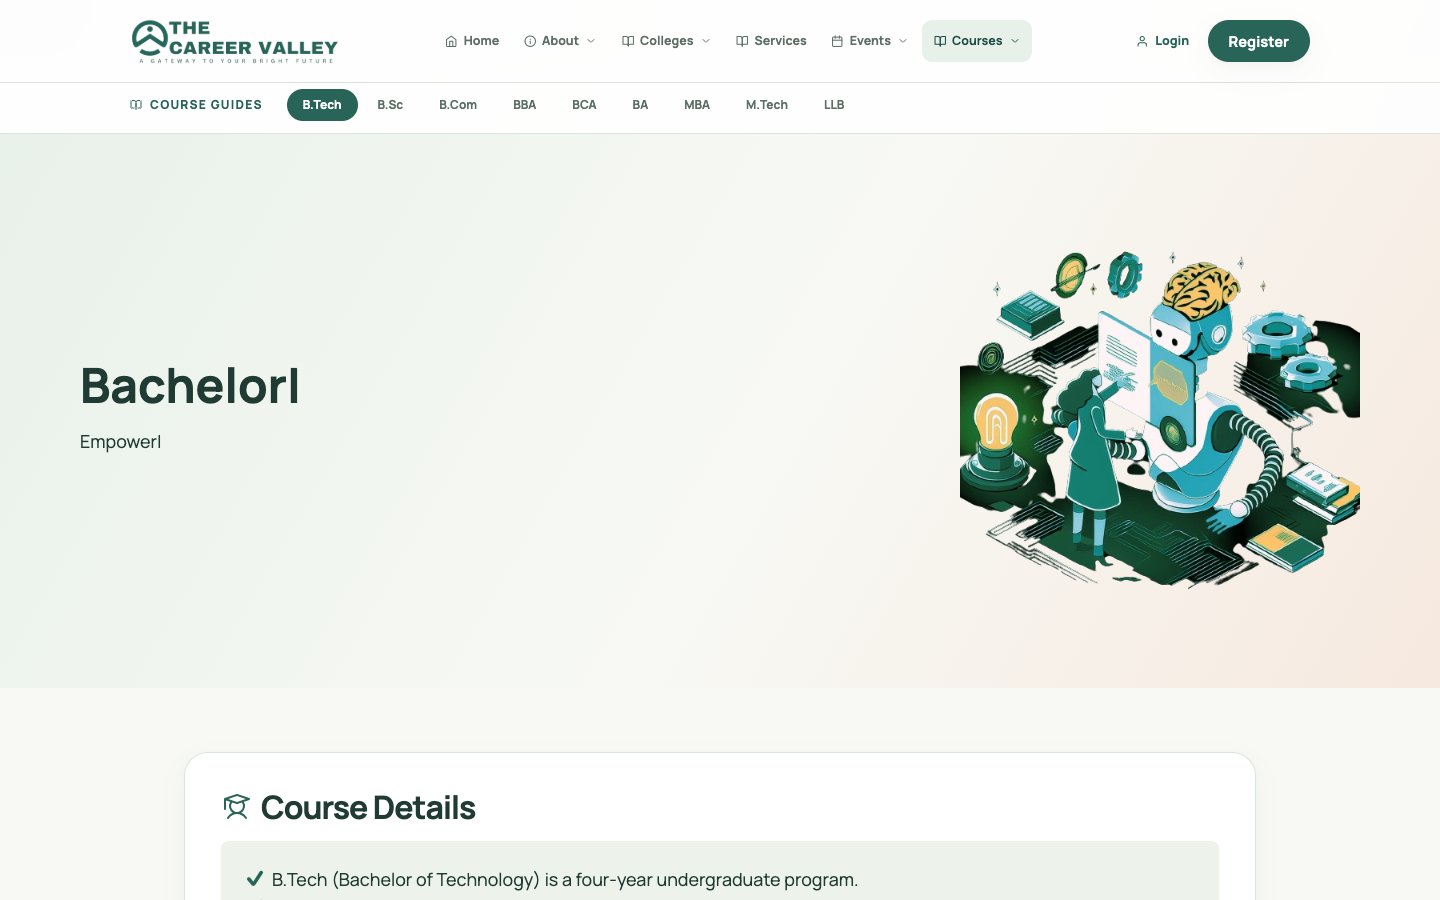 THE
CAREER VALLEY
A GATEWAY TO YOUR BRIGHT FUTURE
Home
About
Colleges
Services
Events
Courses
Login
Register
COURSE GUIDES
B.Tech
B.Sc
B.Com
BBA
BCA
BA
MBA
M.Tech
LLB
Bachelor|
Empower|
Course Details
B.Tech (Bachelor of Technology) is a four-year undergraduate program.